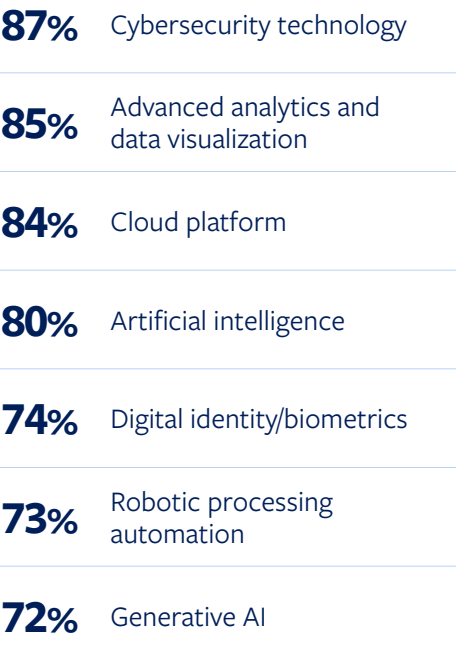 87% Cybersecurity technology
85% Advanced analytics and
data visualization
84% Cloud platform
80% Artificial intelligence
74% Digital identity/biometrics
73% Robotic processing
automation
72% Generative AI